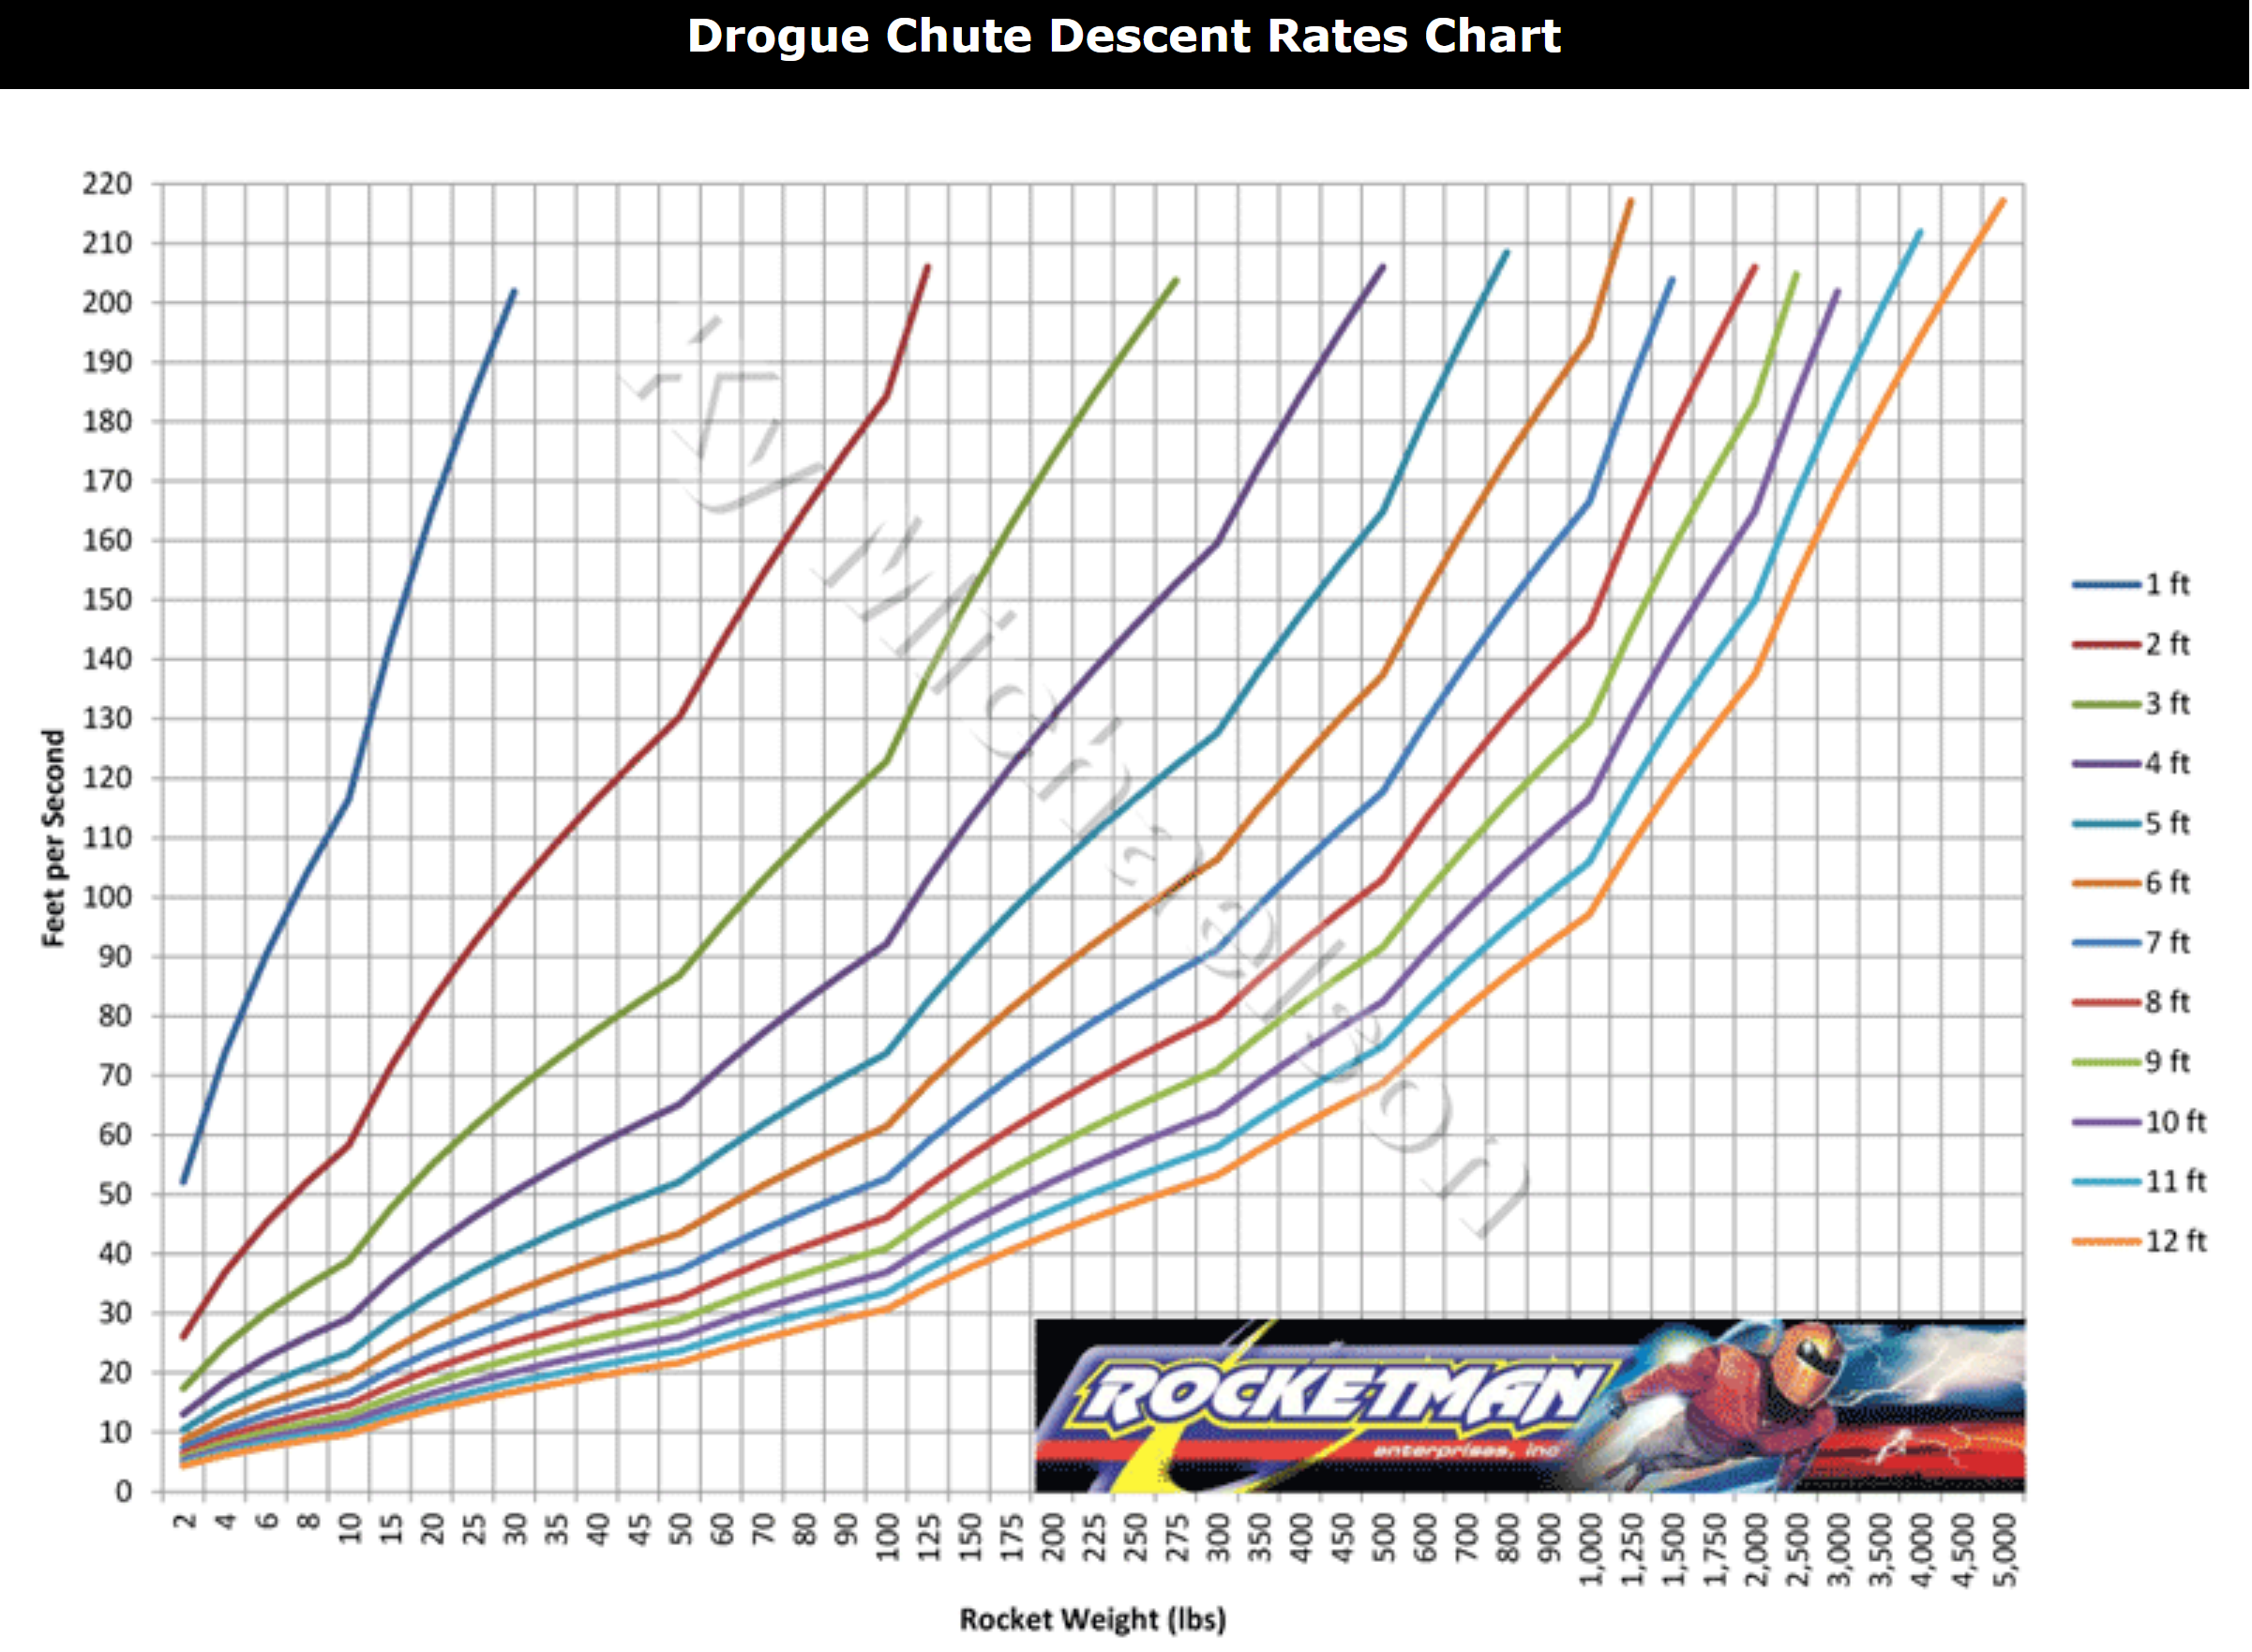 Drogue Chute Descent Rates Chart
220
210
200
190
180
170
160
150
140
130
120
110
100
90
80
70
60
50
40
30
20
10
0
Feet per Second
2 4 6 8 10 15 20 25 30 35 40 45 50 60 70 80 90 100 125 150 175 200 225 250 275 300 350 400 450 500 600 700 800 900 1,000 1,250 1,500 1,750 2,000 2,500 3,000 3,500 4,000 4,500 5,000
Rocket Weight (lbs)
1 ft
2 ft
3 ft
4 ft
5 ft
6 ft
7 ft
8 ft
9 ft
10 ft
11 ft
12 ft
Ky Michaelson
ROCKETMAN
enterprises, inc